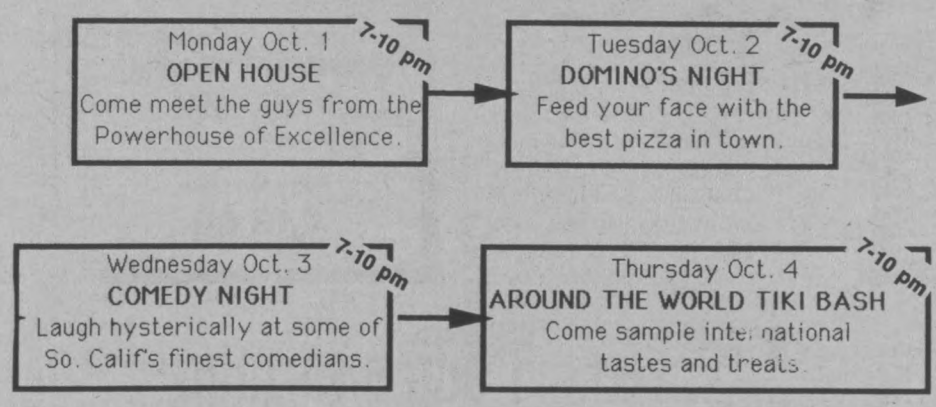 Monday Oct. 1
7-10 pm
OPEN HOUSE
Come meet the guys from the
Powerhouse of Excellence.
Tuesday Oct. 2
7-10 pm
DOMINO'S NIGHT
Feed your face with the
best pizza in town.
Wednesday Oct. 3
7-10 pm
COMEDY NIGHT
Laugh hysterically at some of
So. Calif's finest comedians.
Thursday Oct. 4
7-10 pm
AROUND THE WORLD TIKI BASH
Come sample international
tastes and treats.